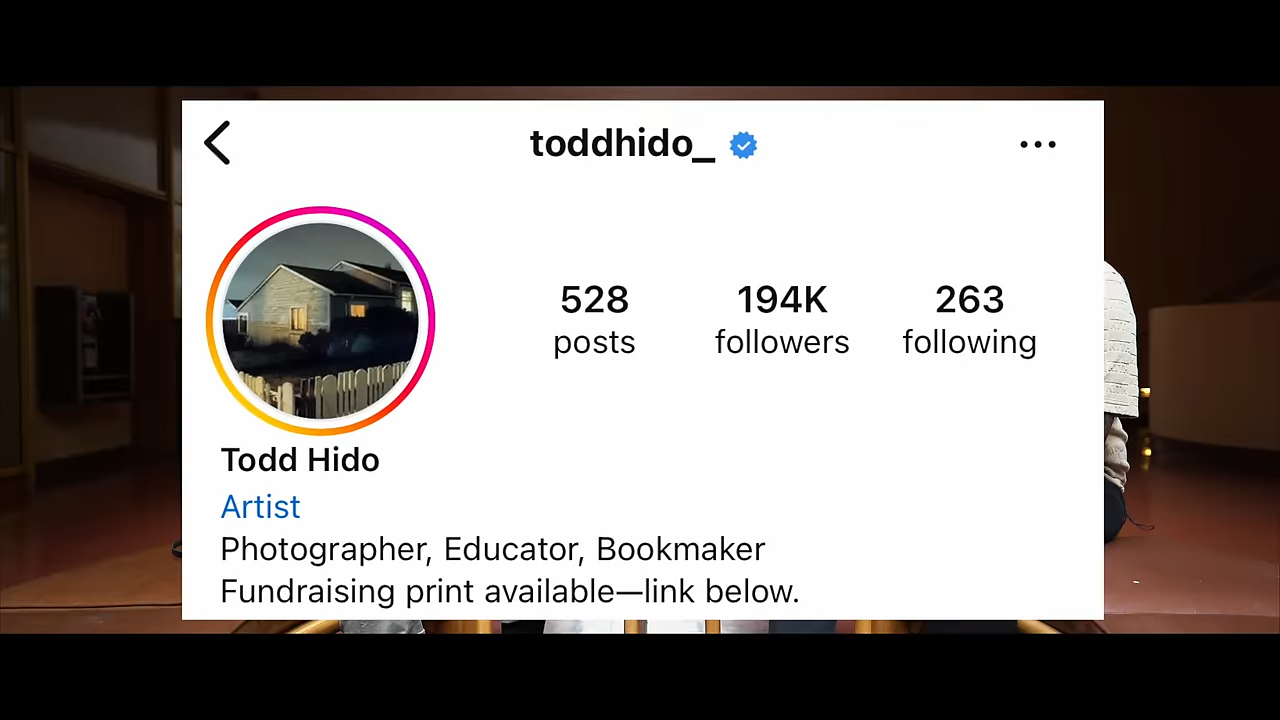 toddhido_
528 194K 263
posts followers following
Todd Hido
Artist
Photographer, Educator, Bookmaker
Fundraising print available—link below.